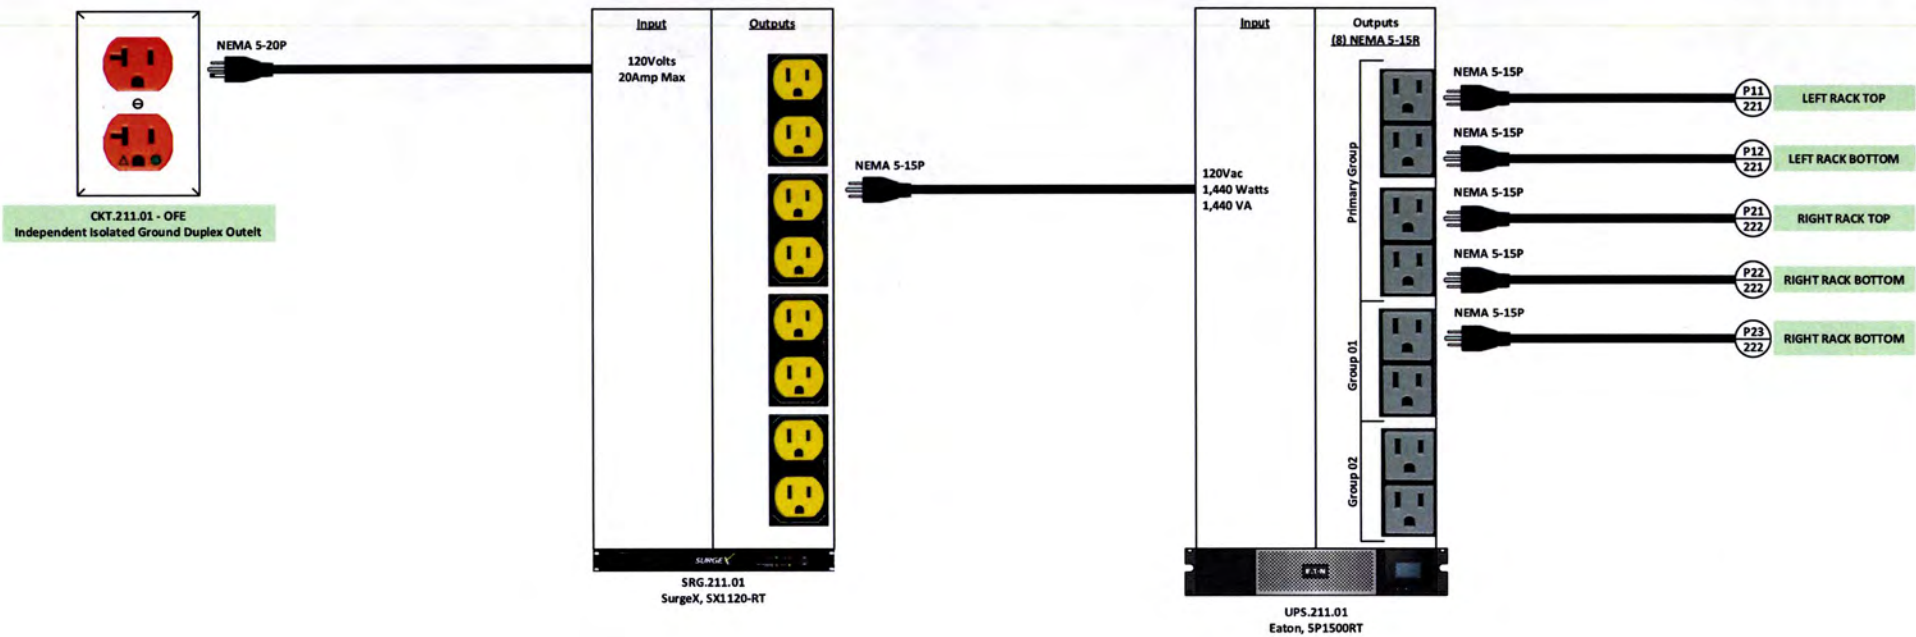 NEMA 5-20P
CKT.211.01 - OFE
Independent Isolated Ground Duplex Outelt
Input
Outputs
120Volts
20Amp Max
SURGEX
SRG.211.01
SurgeX, SX1120-RT
NEMA 5-15P
Input
Outputs
(8) NEMA 5-15R
120Vac
1,440 Watts
1,440 VA
Primary Group
Group 01
Group 02
EATON
UPS.211.01
Eaton, 5P1500RT
NEMA 5-15P
P11
221
LEFT RACK TOP
NEMA 5-15P
P12
221
LEFT RACK BOTTOM
NEMA 5-15P
P21
222
RIGHT RACK TOP
NEMA 5-15P
P22
222
RIGHT RACK BOTTOM
NEMA 5-15P
P23
222
RIGHT RACK BOTTOM